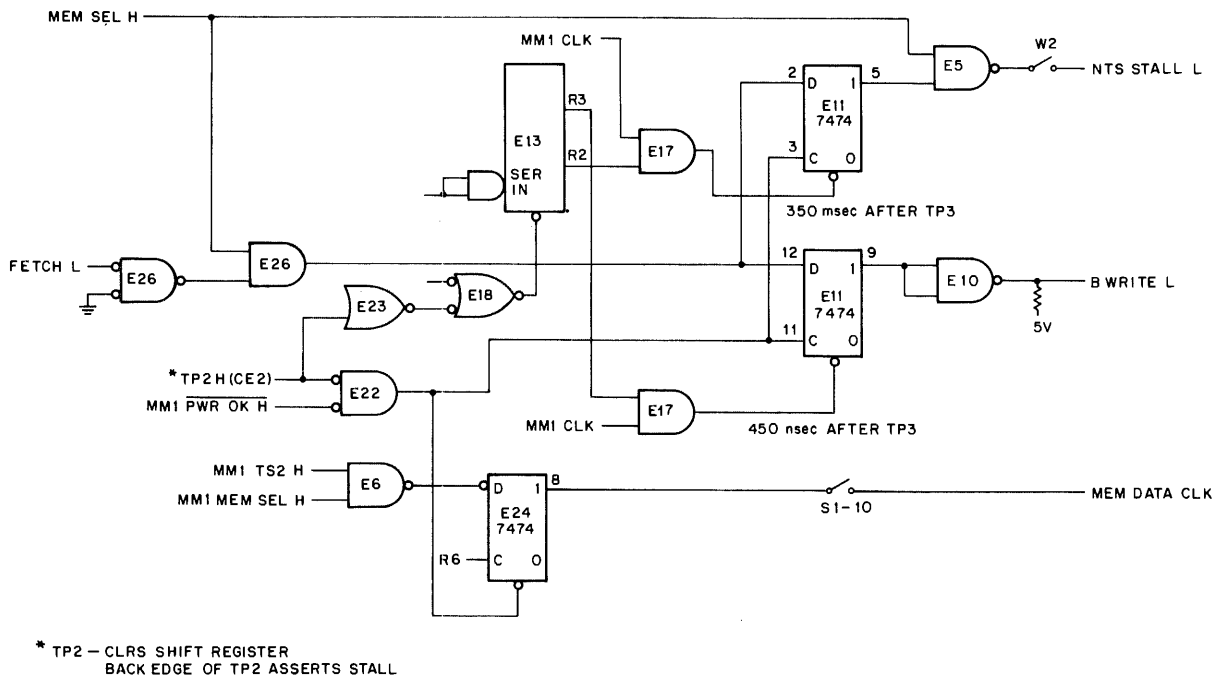 MEM SEL H
MM1 CLK
W2
E5
NTS STALL L
2
D
1
5
E11
7474
3
C
O
R3
E13
R2
E17
SER
IN
350 msec AFTER TP3
FETCH L
E26
E26
12
D
1
9
E11
7474
E10
B WRITE L
5V
E23
E18
11
C
O
* TP2 H (CE2)
E22
MM1 PWR OK H
E17
MM1 CLK
450 nsec AFTER TP3
MM1 TS2 H
E6
MM1 MEM SEL H
D
1
8
E24
7474
S1-10
MEM DATA CLK
R6
C
O
* TP2 — CLRS SHIFT REGISTER
BACK EDGE OF TP2 ASSERTS STALL